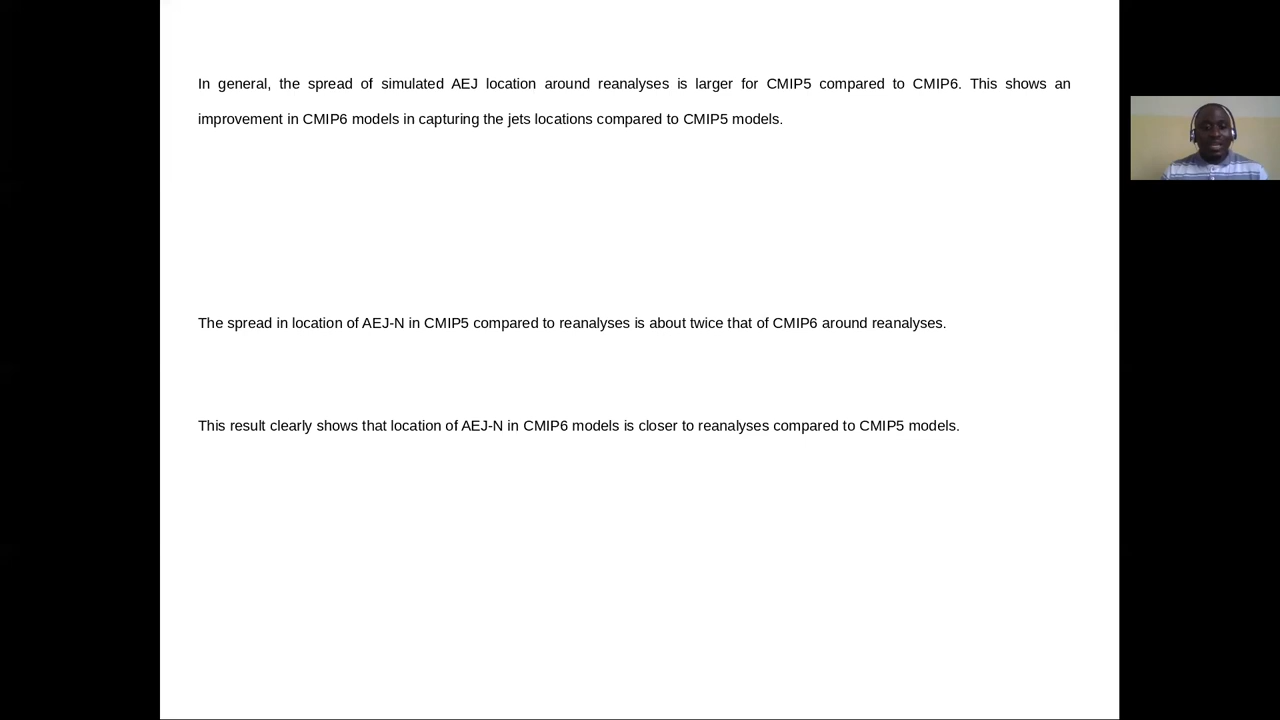 In general, the spread of simulated AEJ location around reanalyses is larger for CMIP5 compared to CMIP6. This shows an
improvement in CMIP6 models in capturing the jets locations compared to CMIP5 models.
The spread in location of AEJ-N in CMIP5 compared to reanalyses is about twice that of CMIP6 around reanalyses.
This result clearly shows that location of AEJ-N in CMIP6 models is closer to reanalyses compared to CMIP5 models.